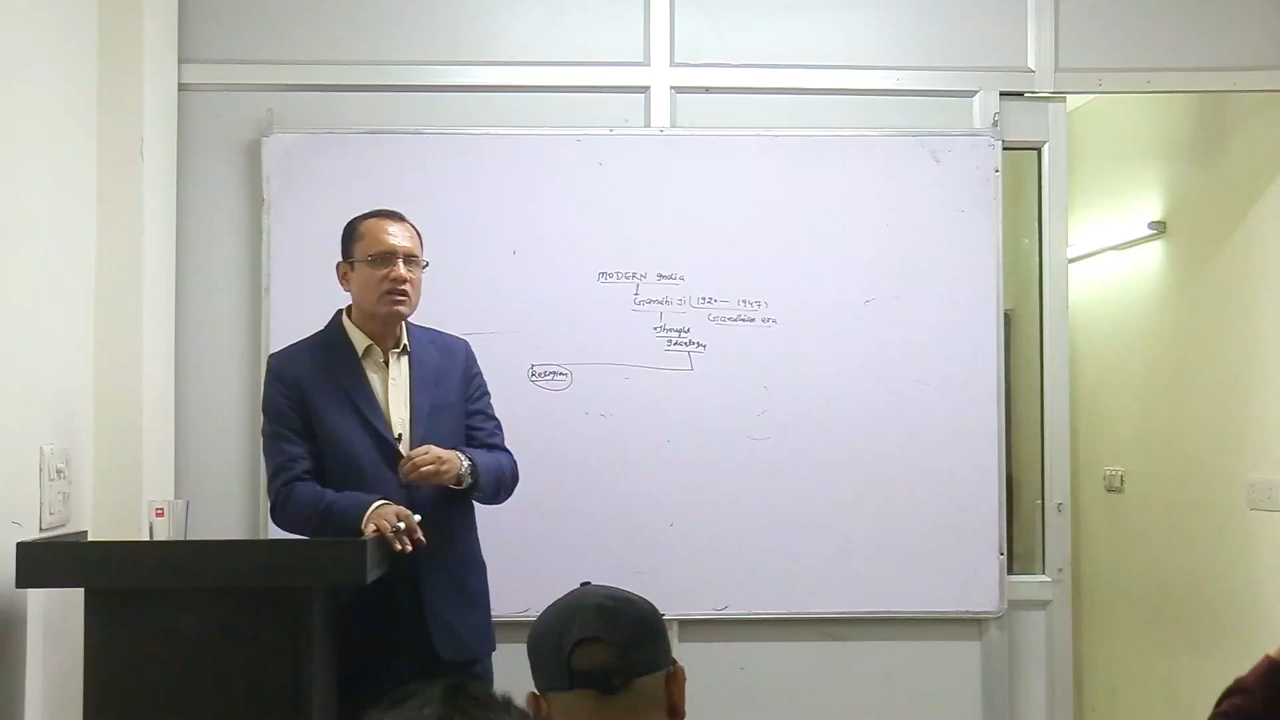 MODERN India
Gandhi Ji (1920 - 1947)
Gandhian era
Thought
Ideology
Religion